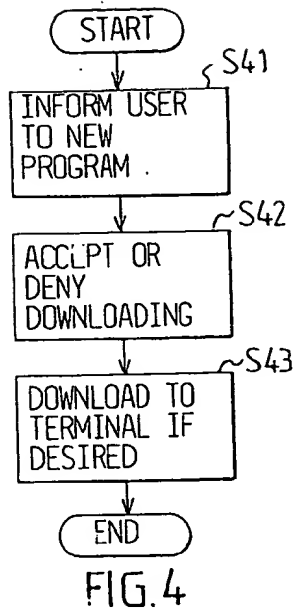 START
S41
INFORM USER
TO NEW
PROGRAM
S42
ACCEPT OR
DENY
DOWNLOADING
S43
DOWNLOAD TO
TERMINAL IF
DESIRED
END
FIG. 4